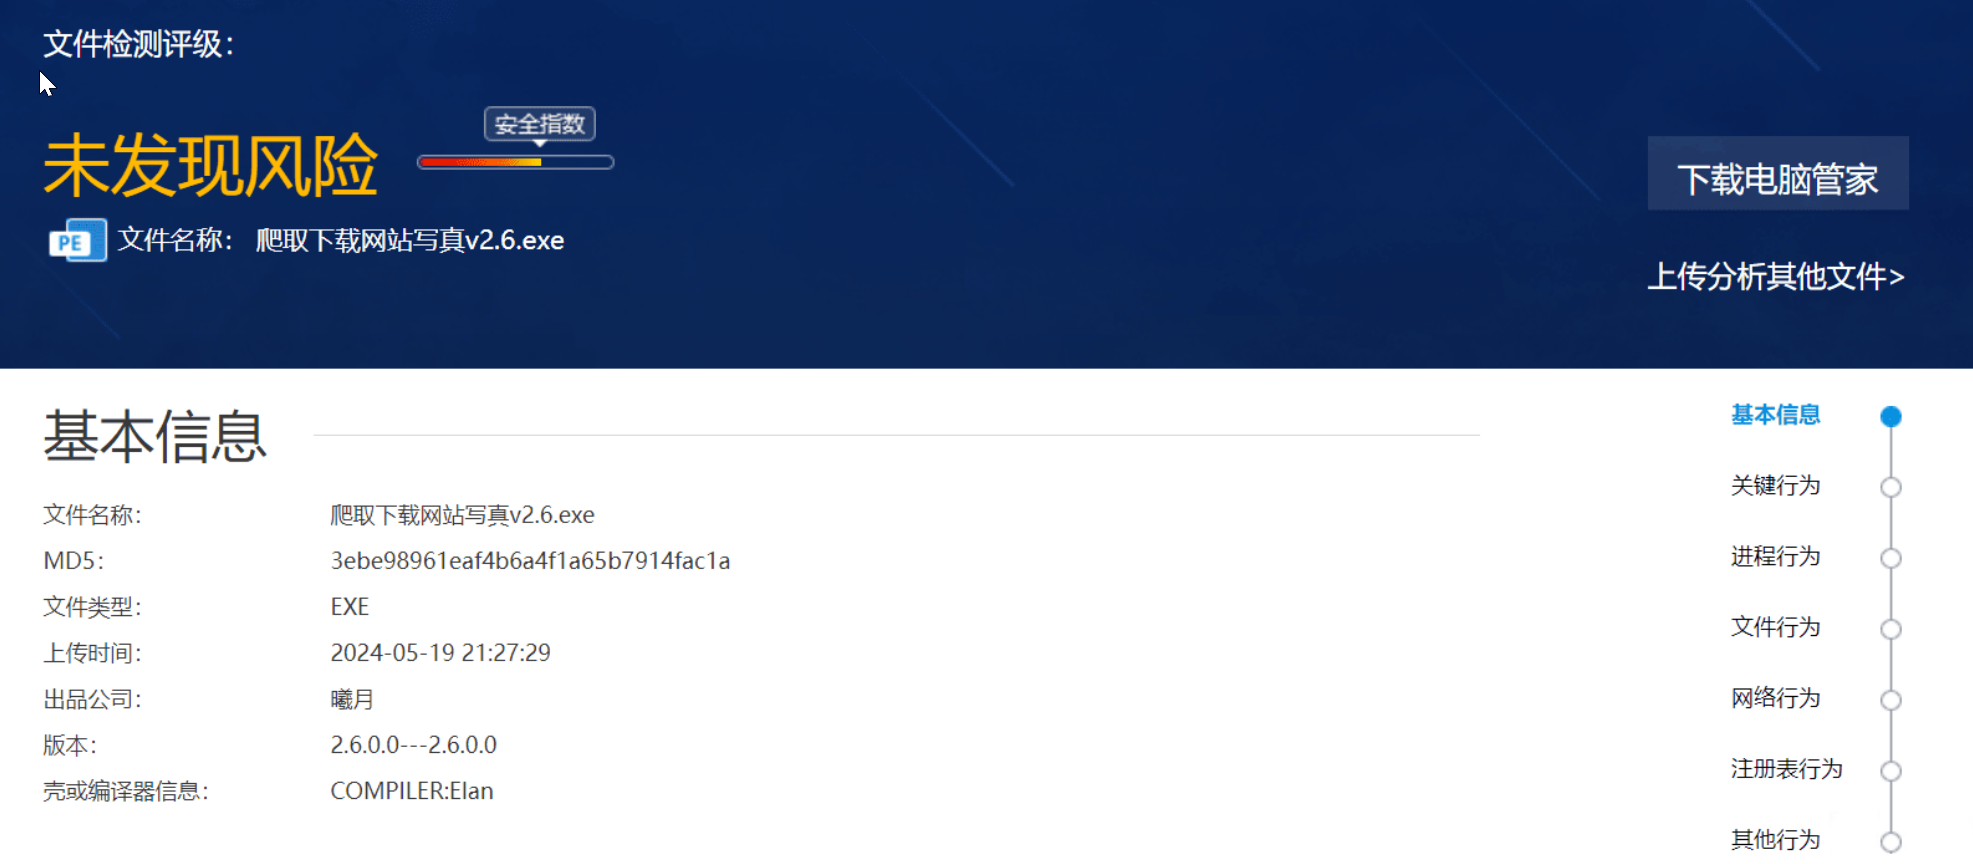 文件检测评级：
安全指数
未发现风险
下载电脑管家
PE 文件名称： 爬取下载网站写真v2.6.exe
上传分析其他文件>
基本信息
文件名称： 爬取下载网站写真v2.6.exe
MD5： 3ebe98961eaf4b6a4f1a65b7914fac1a
文件类型： EXE
上传时间： 2024-05-19 21:27:29
出品公司： 曦月
版本： 2.6.0.0---2.6.0.0
壳或编译器信息： COMPILER:Elan
基本信息
关键行为
进程行为
文件行为
网络行为
注册表行为
其他行为